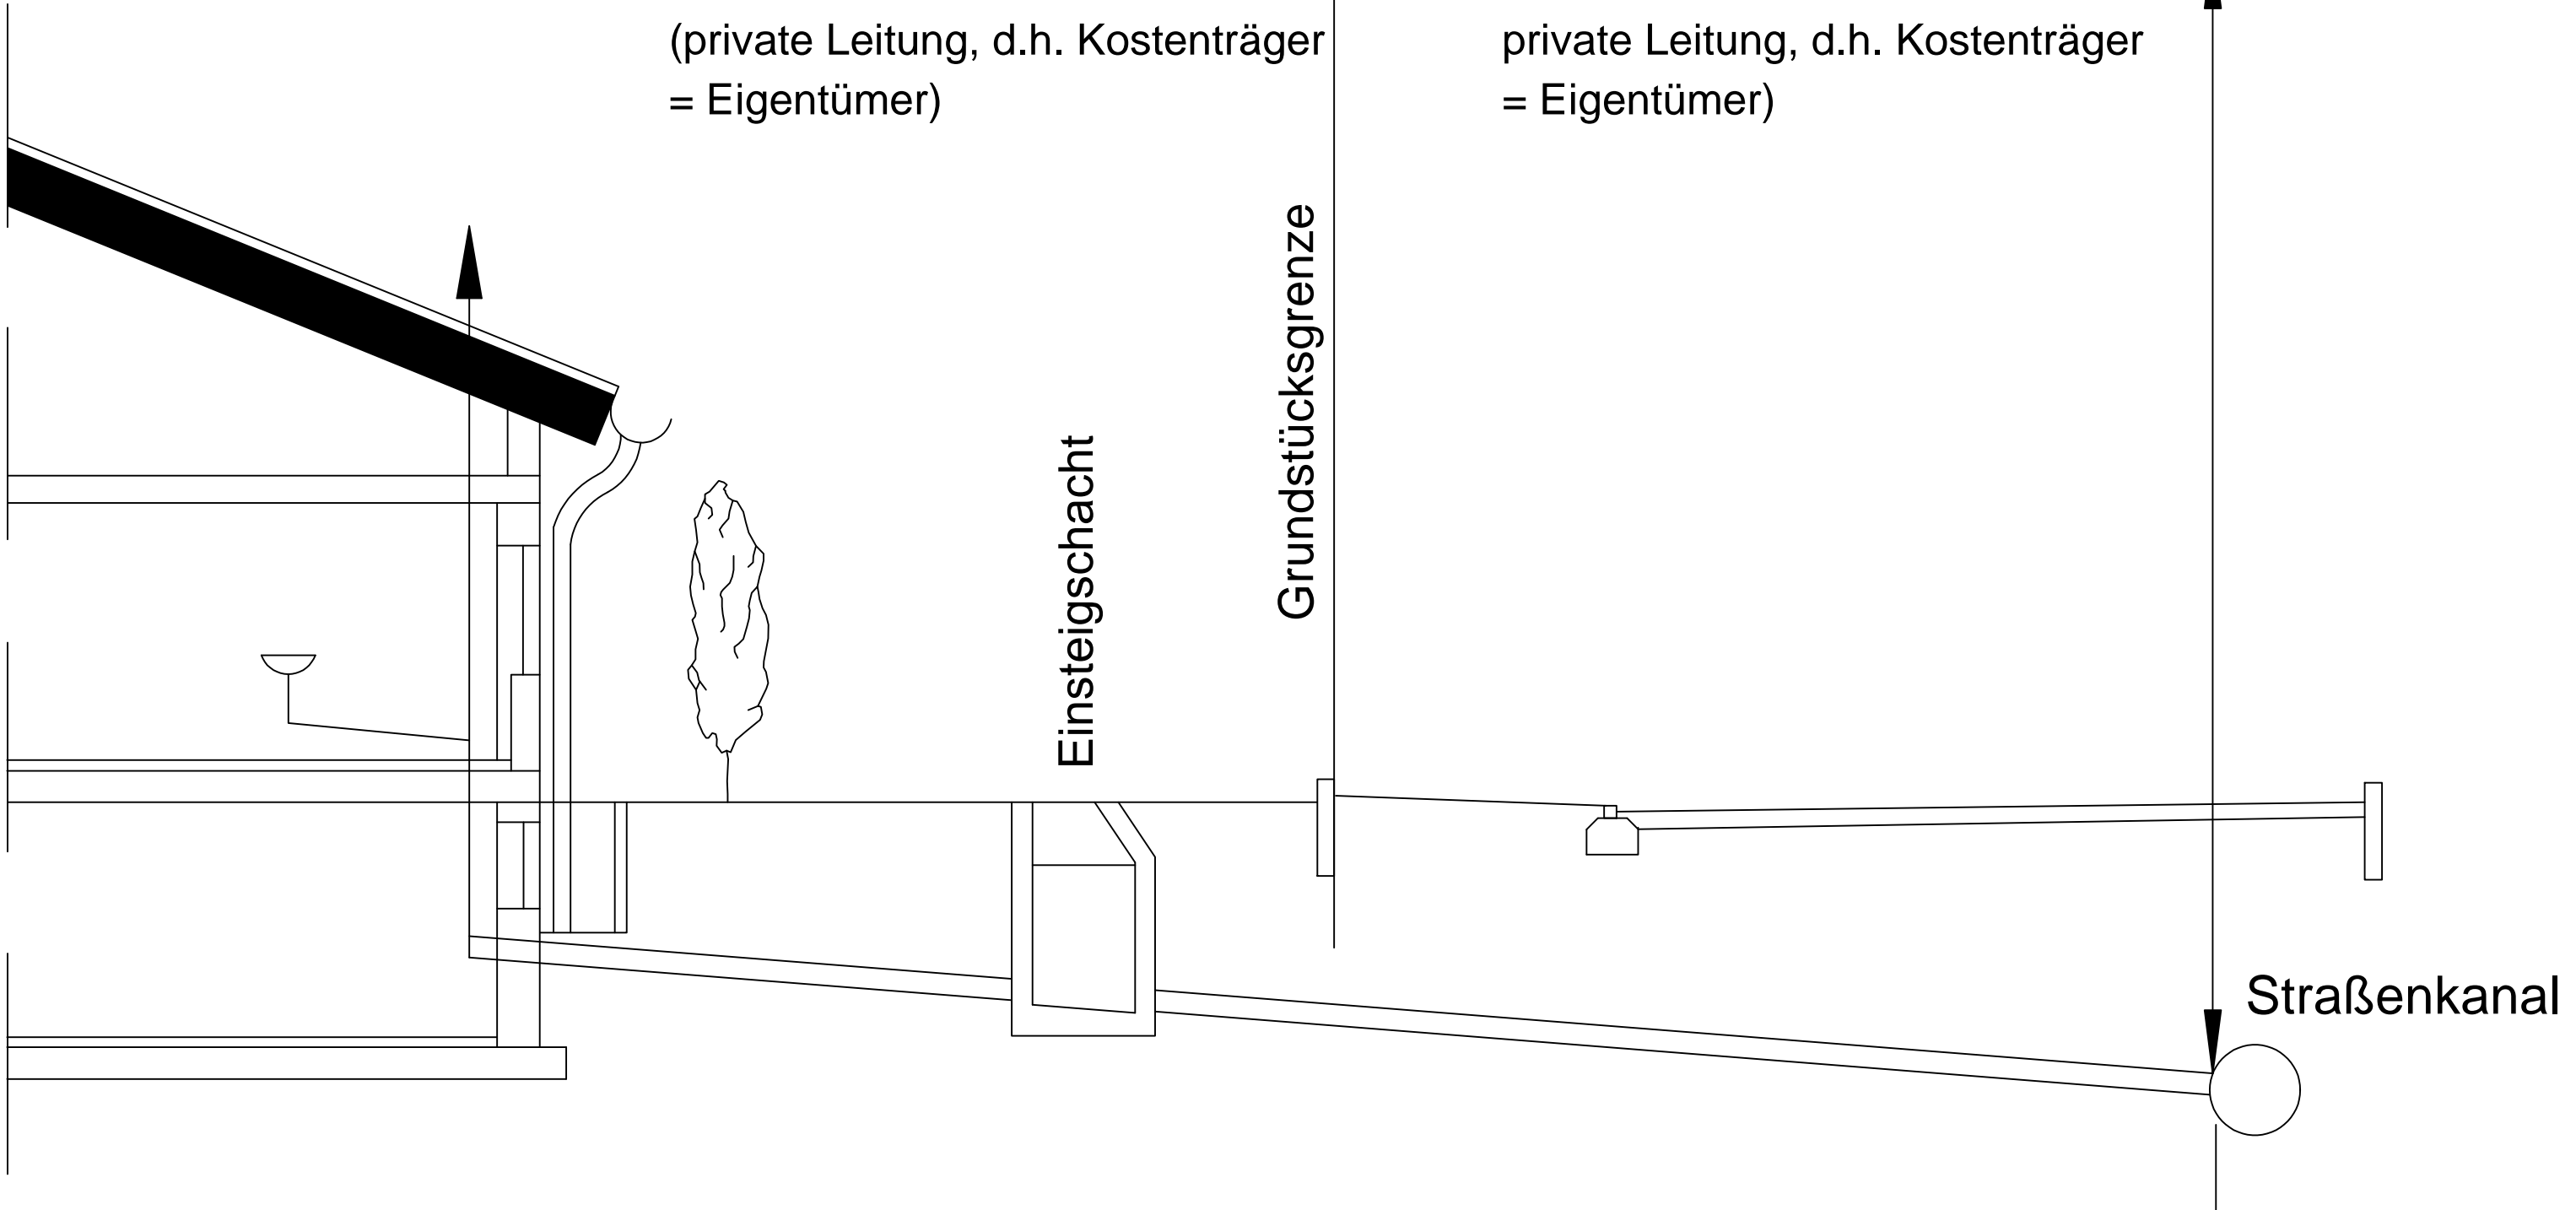 (private Leitung, d.h. Kostenträger
= Eigentümer)
private Leitung, d.h. Kostenträger
= Eigentümer)
Einsteigschacht
Grundstücksgrenze
Straßenkanal